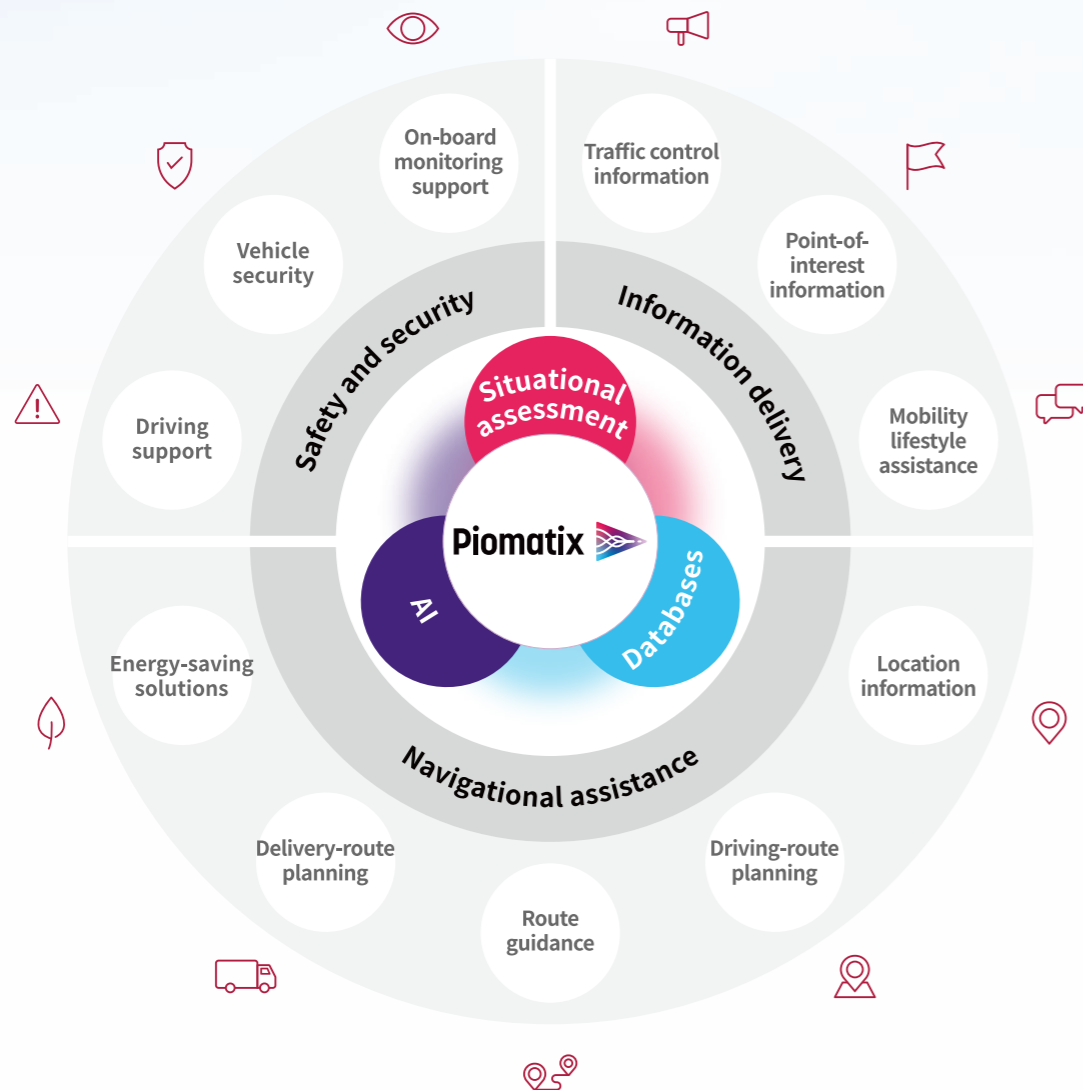 On-board
monitoring
support
Traffic control
information
Vehicle
security
Point-of-
interest
information
Safety and security
Information delivery
Situational
assessment
Driving
support
Mobility
lifestyle
assistance
Piomatix
AI
Databases
Energy-saving
solutions
Location
information
Navigational assistance
Delivery-route
planning
Driving-route
planning
Route
guidance